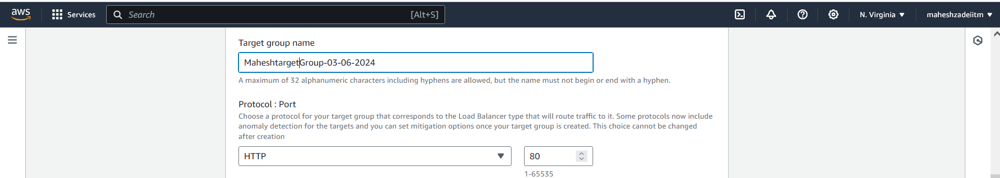 aws Services Search [Alt+S] N. Virginia maheshzadeiitm
Target group name
MaheshtargetGroup-03-06-2024
A maximum of 32 alphanumeric characters including hyphens are allowed, but the name must not begin or end with a hyphen.
Protocol : Port
Choose a protocol for your target group that corresponds to the Load Balancer type that will route traffic to it. Some protocols now include
anomaly detection for the targets and you can set mitigation options once your target group is created. This choice cannot be changed
after creation
HTTP 80
1-65535